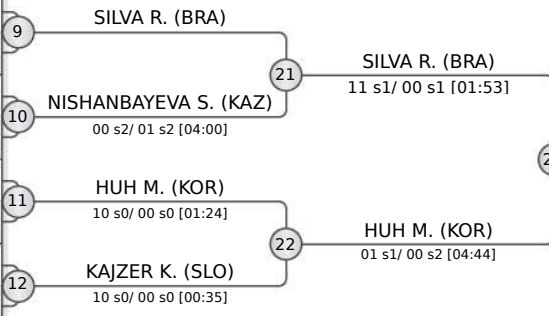 9
SILVA R. (BRA)
21
SILVA R. (BRA)
11 s1/ 00 s1 [01:53]
10
NISHANBAYEVA S. (KAZ)
00 s2/ 01 s2 [04:00]
11
HUH M. (KOR)
10 s0/ 00 s0 [01:24]
22
HUH M. (KOR)
01 s1/ 00 s2 [04:44]
12
KAJZER K. (SLO)
10 s0/ 00 s0 [00:35]